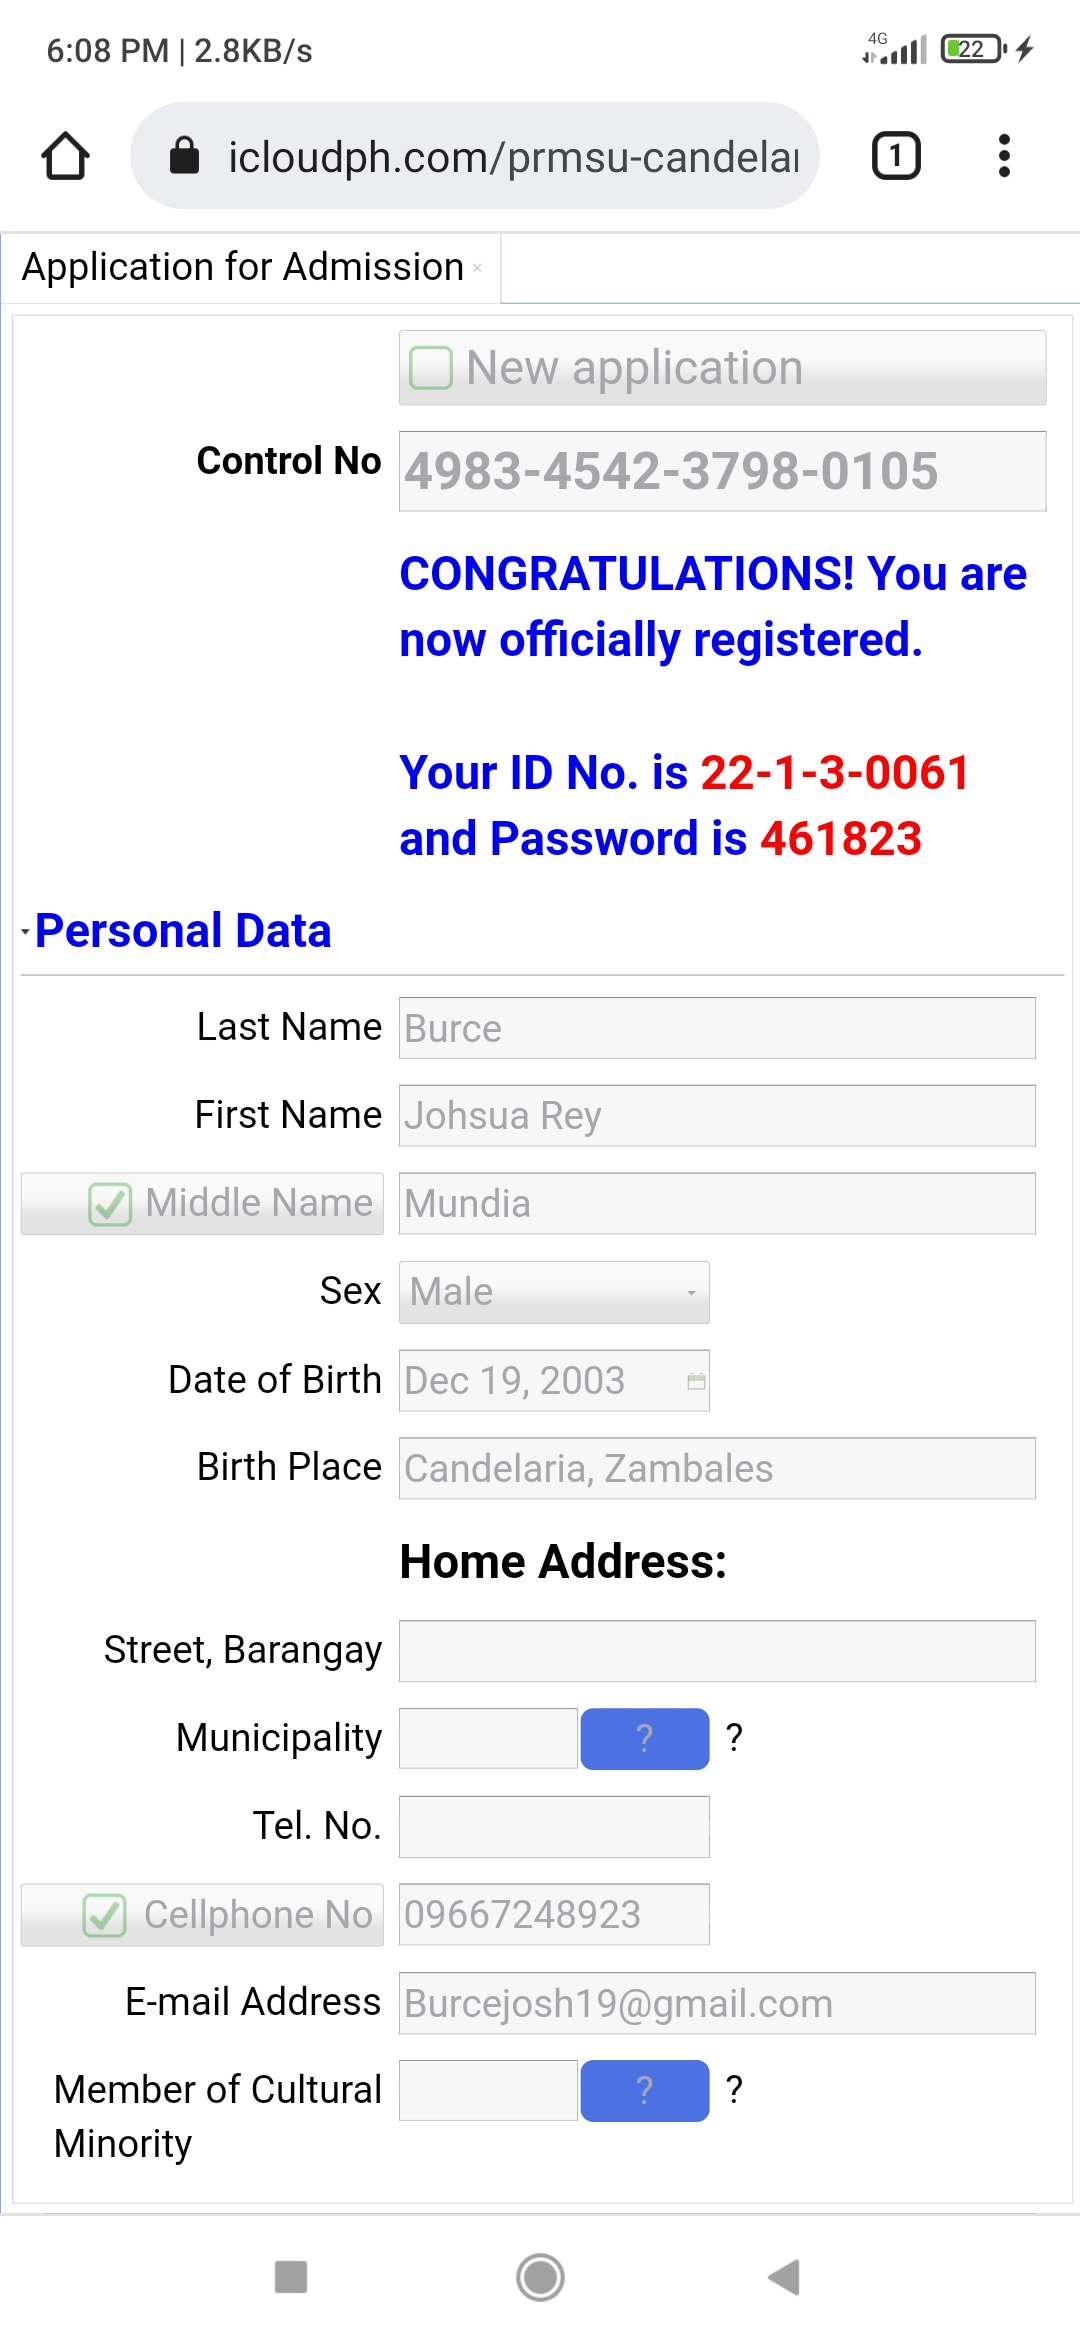 6:08 PM | 2.8KB/s 4G 22
icloudph.com/prmsu-candelar 1
Application for Admission ×
New application
Control No 4983-4542-3798-0105
CONGRATULATIONS! You are
now officially registered.
Your ID No. is 22-1-3-0061
and Password is 461823
Personal Data
Last Name Burce
First Name Johsua Rey
Middle Name Mundia
Sex Male
Date of Birth Dec 19, 2003
Birth Place Candelaria, Zambales
Home Address:
Street, Barangay
Municipality ? ?
Tel. No.
Cellphone No 09667248923
E-mail Address Burcejosh19@gmail.com
Member of Cultural ? ?
Minority